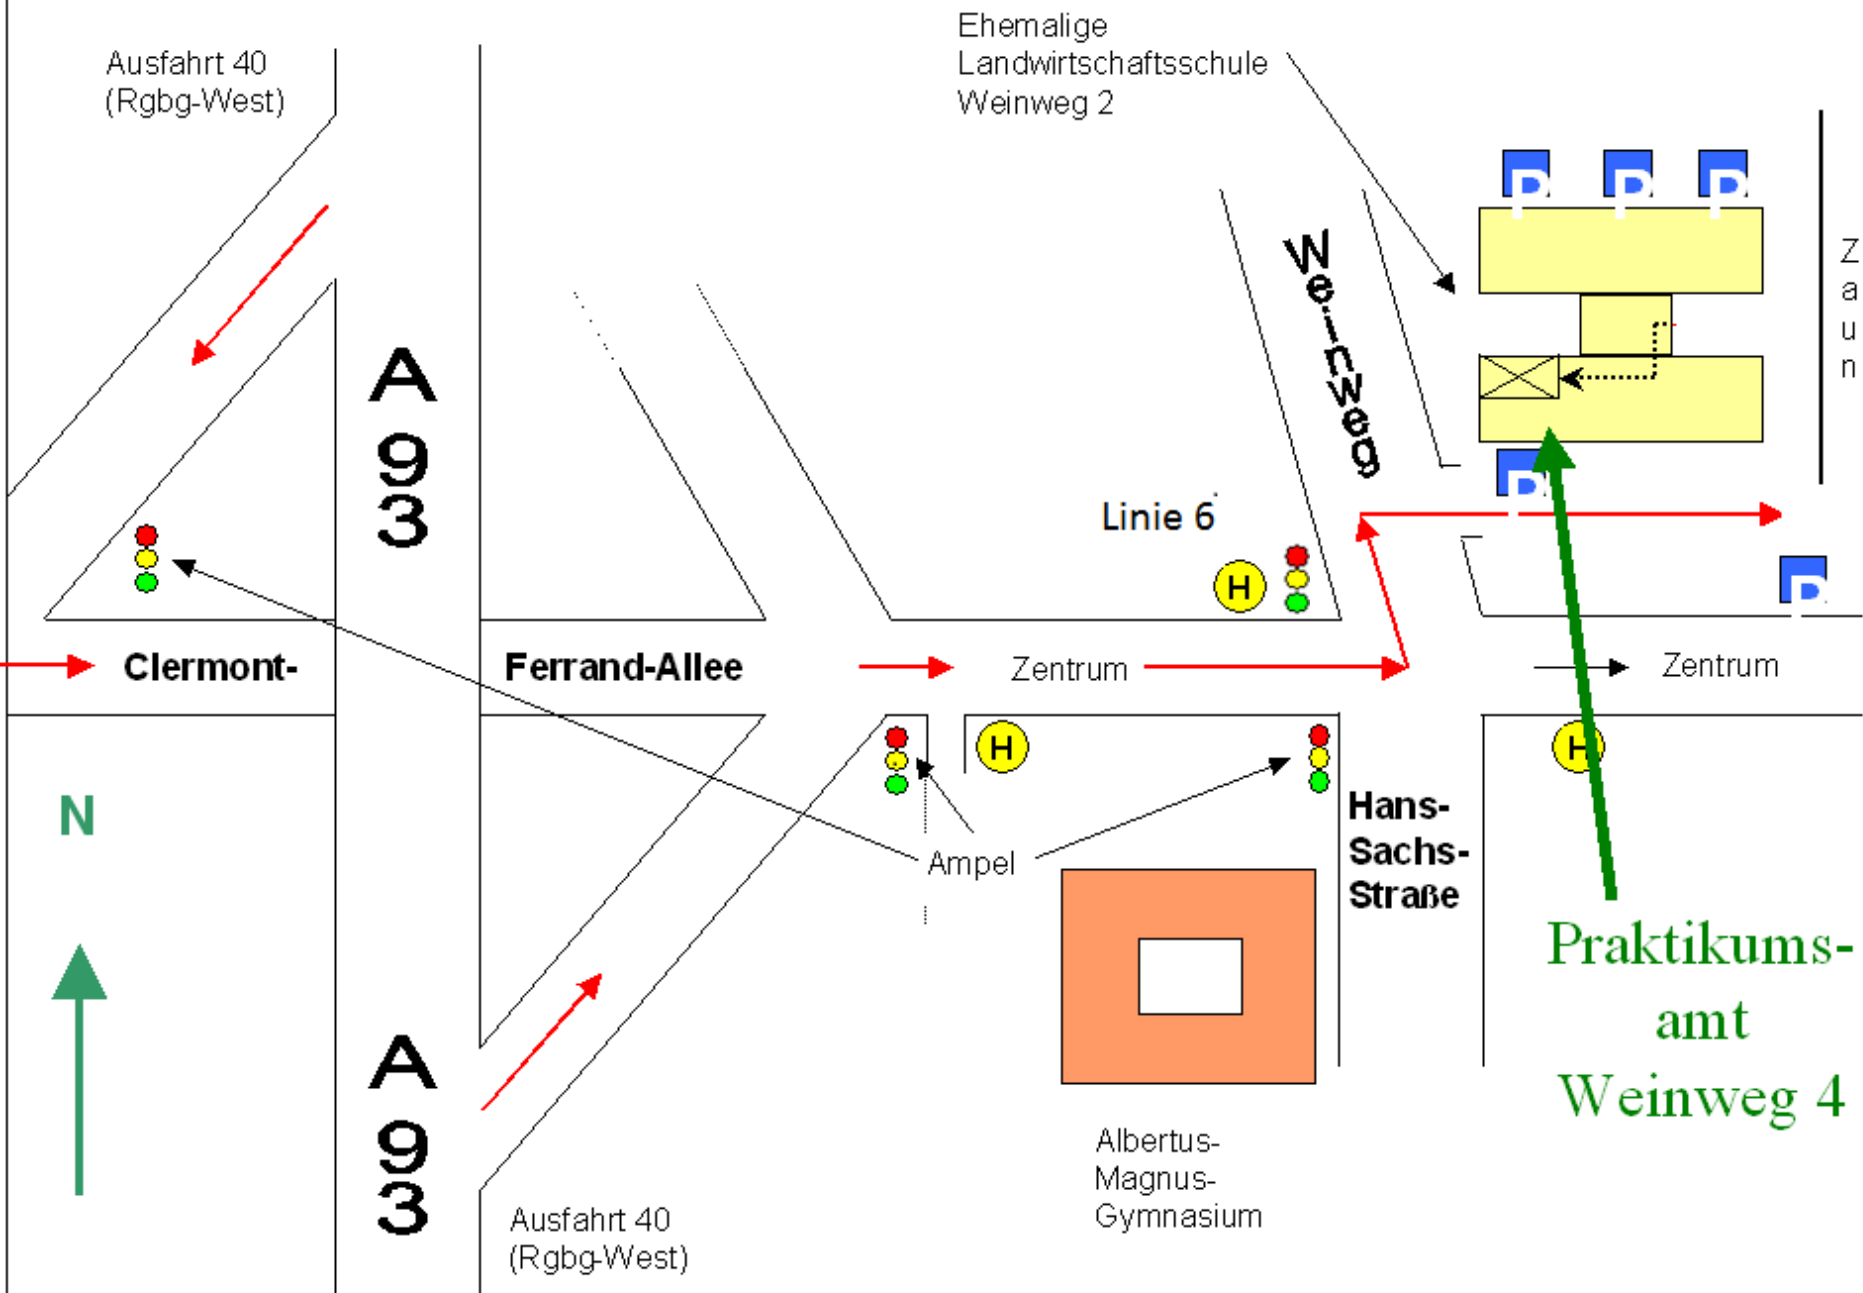 Ausfahrt 40
(Rgbg-West)
Ehemalige
Landwirtschaftsschule
Weinweg 2
P
P
P
Zaun
Weinweg
A 93
P
Linie 6
H
P
Clermont-
Ferrand-Allee
Zentrum
Zentrum
H
H
Hans-
Sachs-
Straße
N
Ampel
Praktikums-
amt
Weinweg 4
A 93
Albertus-
Magnus-
Gymnasium
Ausfahrt 40
(Rgbg-West)